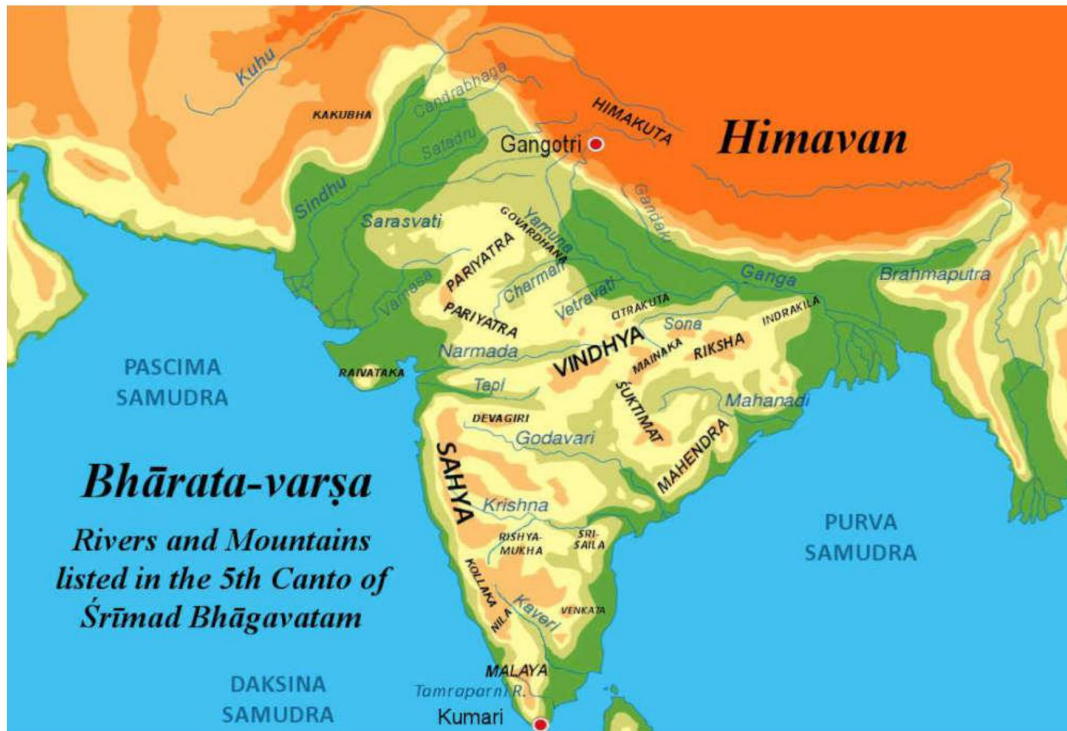 Kuhu
Candrabhaga
KAKUBHA
HIMAKUTA
Himavan
Satadru
Gangotri
Sindhu
Gandaki
Sarasvati
GOVARDHANA
Yamuna
PARIYATRA
Ganga
Brahmaputra
Charman
Vetravati
CITRAKUTA
INDRAKILA
PARIYATRA
Sona
Narmada
VINDHYA
MAINAKA
RIKSHA
PASCIMA
SAMUDRA
RAIVATAKA
Tapi
ŚUKTIMAT
Mahanadi
DEVAGIRI
Godavari
SAHYA
MAHENDRA
Bhārata-varṣa
Rivers and Mountains
listed in the 5th Canto of
Śrīmad Bhāgavatam
Krishna
RISHYA-
MUKHA
SRI-
SAILA
PURVA
SAMUDRA
KOLLAKA
NILA
Kaveri
VENKATA
MALAYA
DAKSINA
SAMUDRA
Tamraparni R.
Kumari